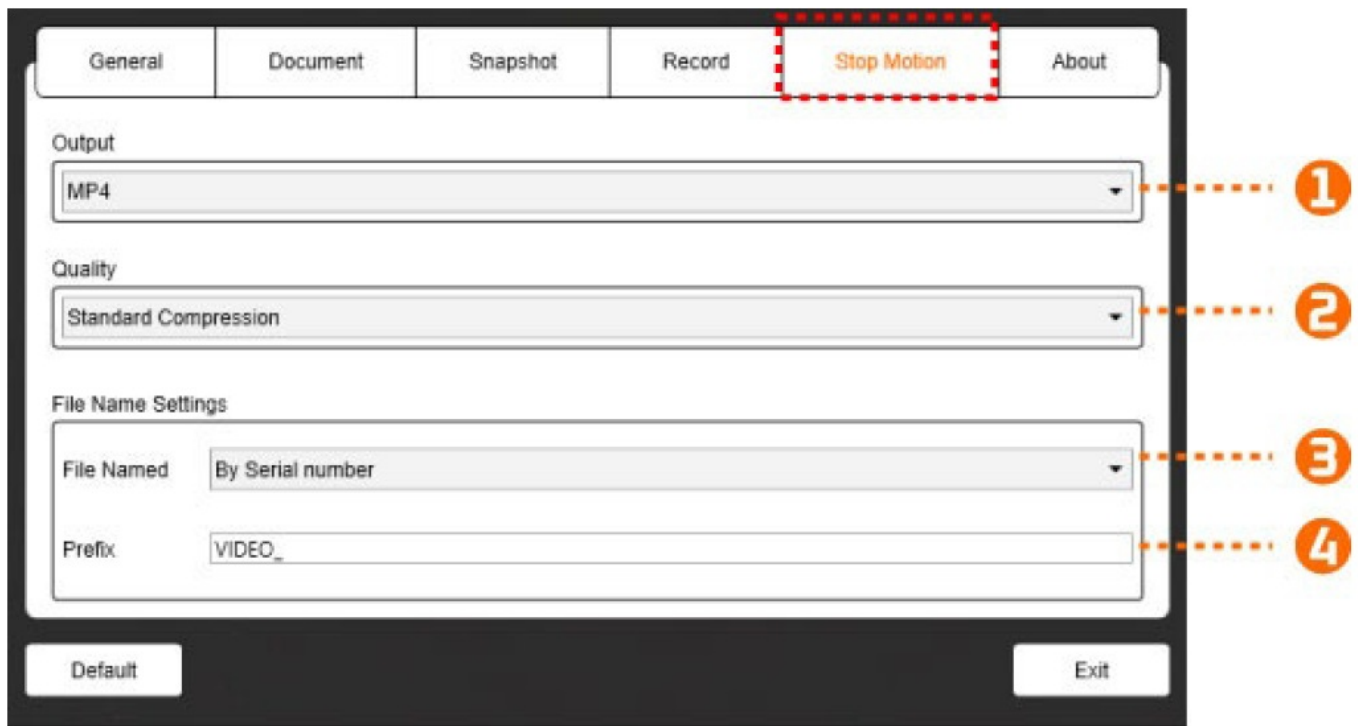 General Document Snapshot Record Stop Motion About
Output
MP4
1
Quality
Standard Compression
2
File Name Settings
File Named By Serial number
3
Prefix VIDEO_
4
Default Exit